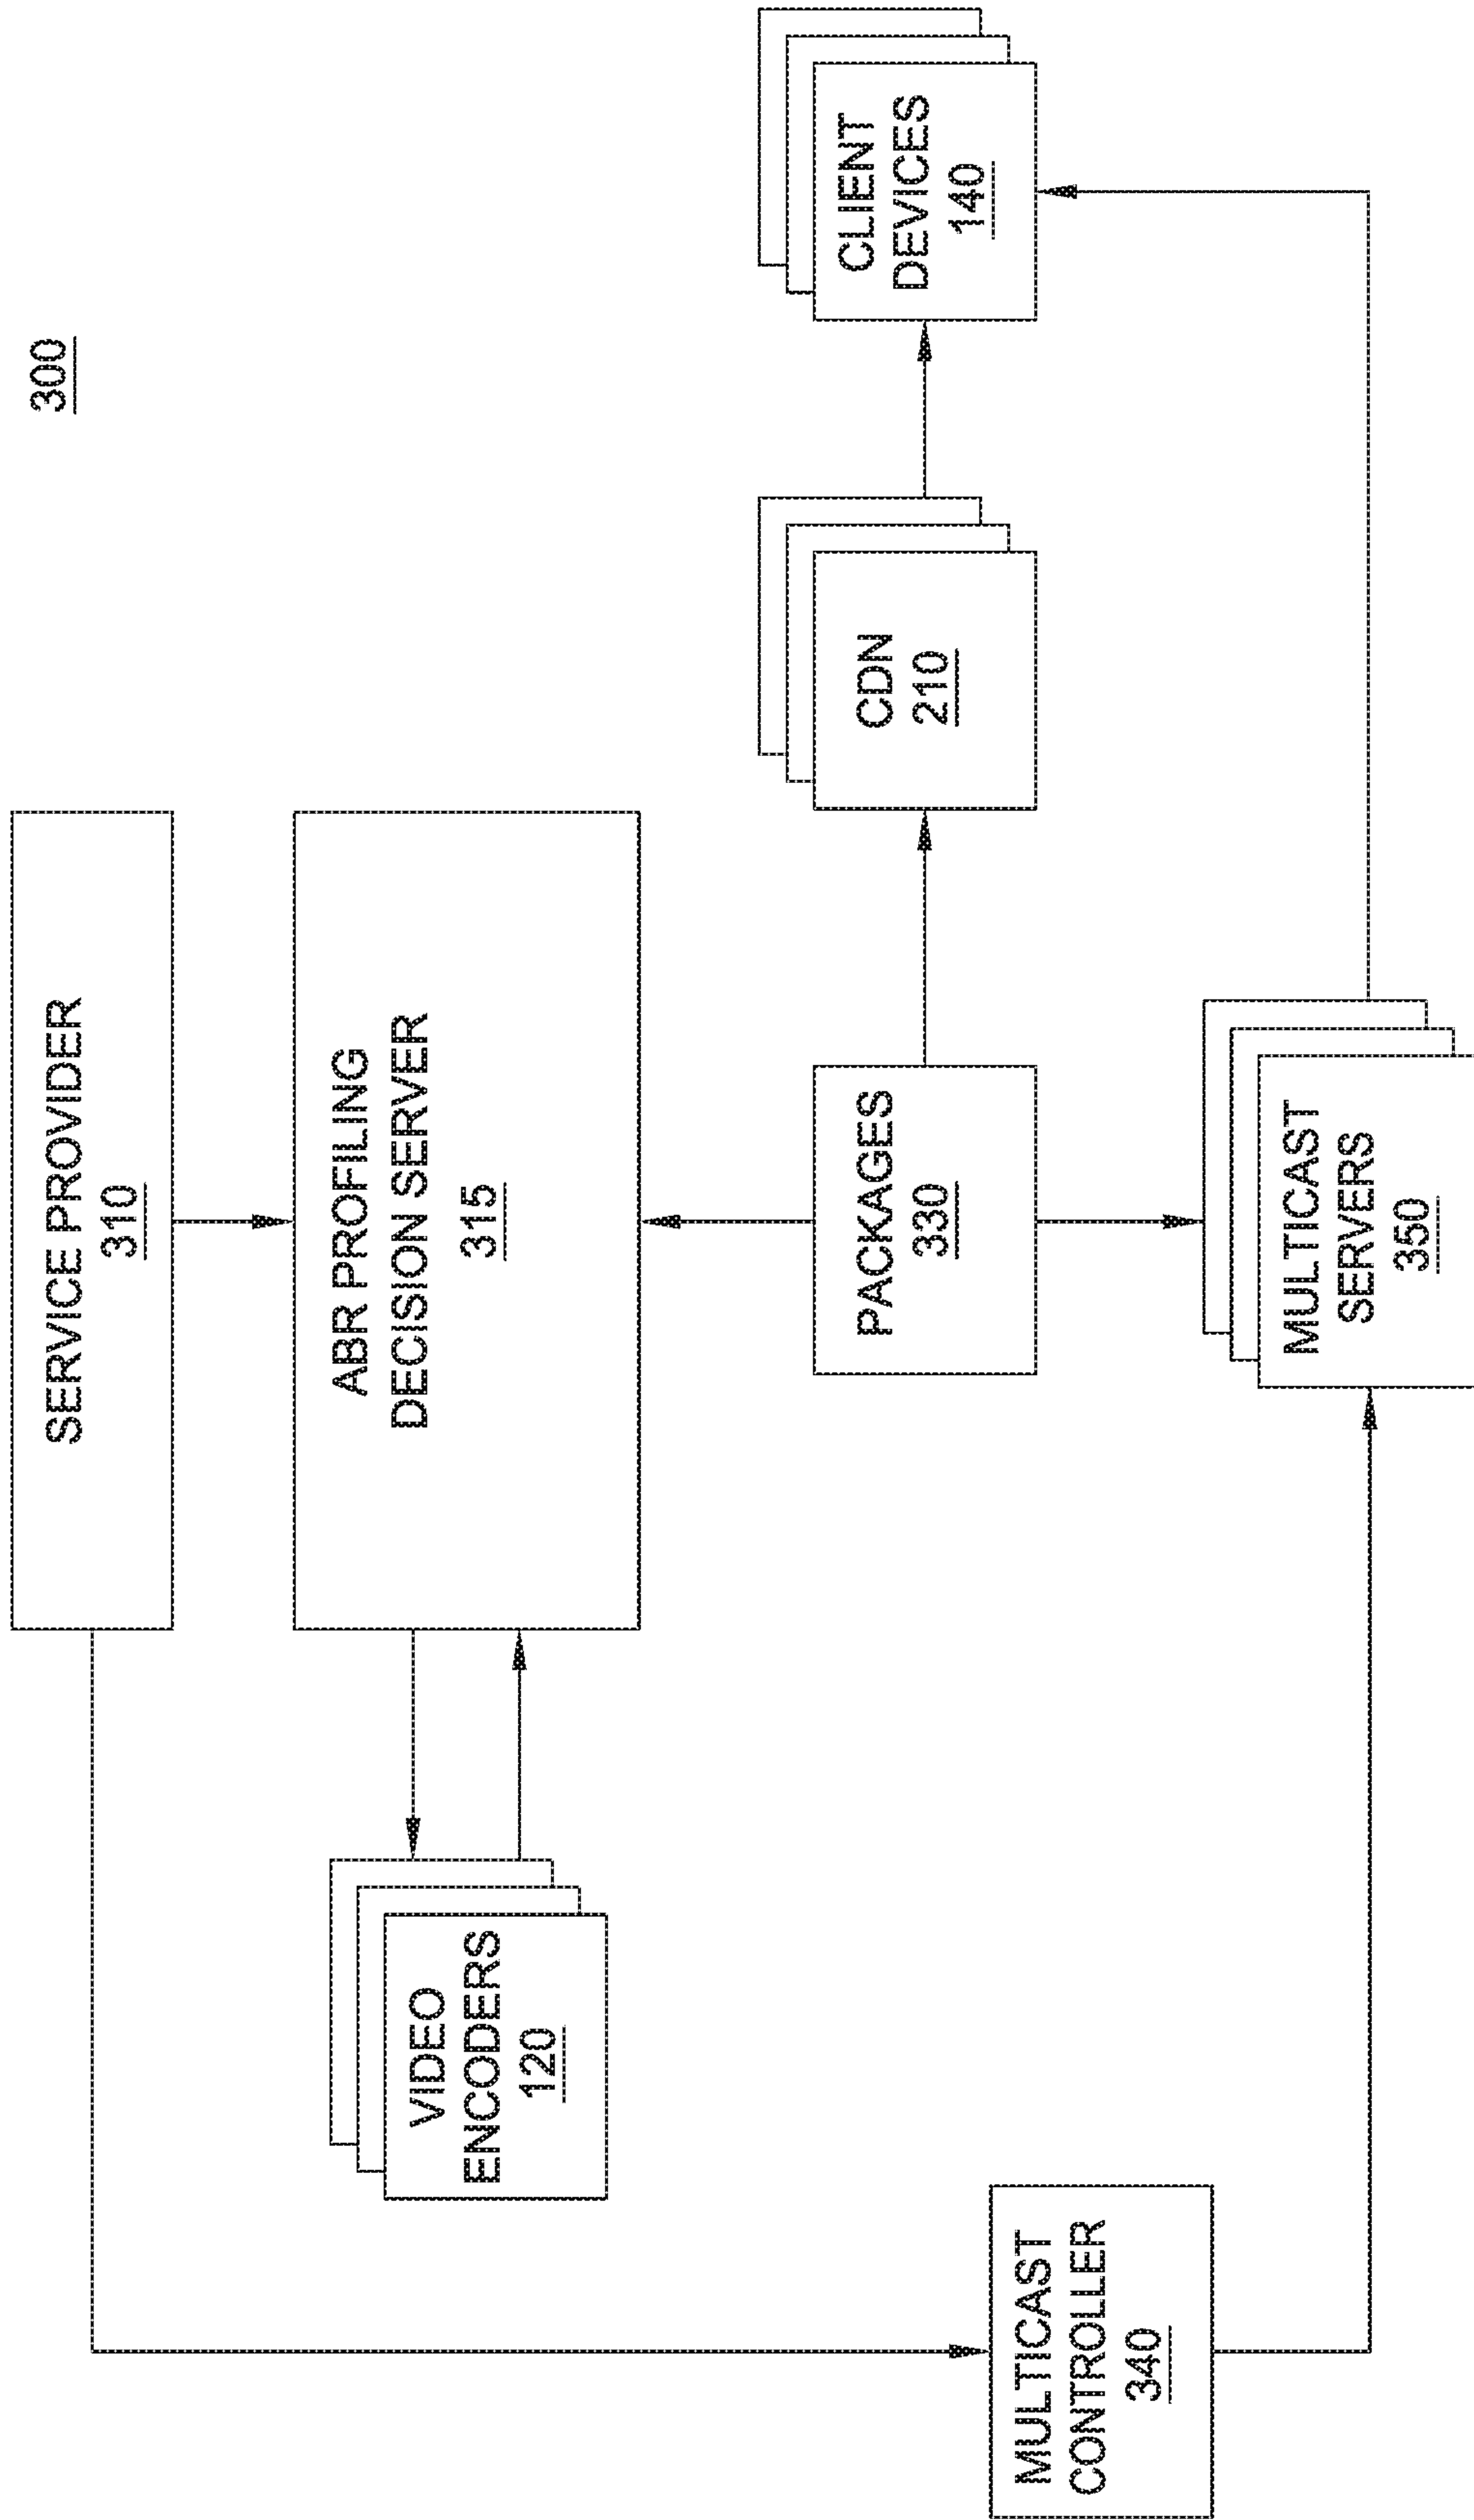 300
SERVICE PROVIDER
310
ABR PROFILING
DECISION SERVER
315
VIDEO
ENCODERS
120
PACKAGES
330
CDN
210
CLIENT
DEVICES
140
MULTICAST
CONTROLLER
340
MULTICAST
SERVERS
350